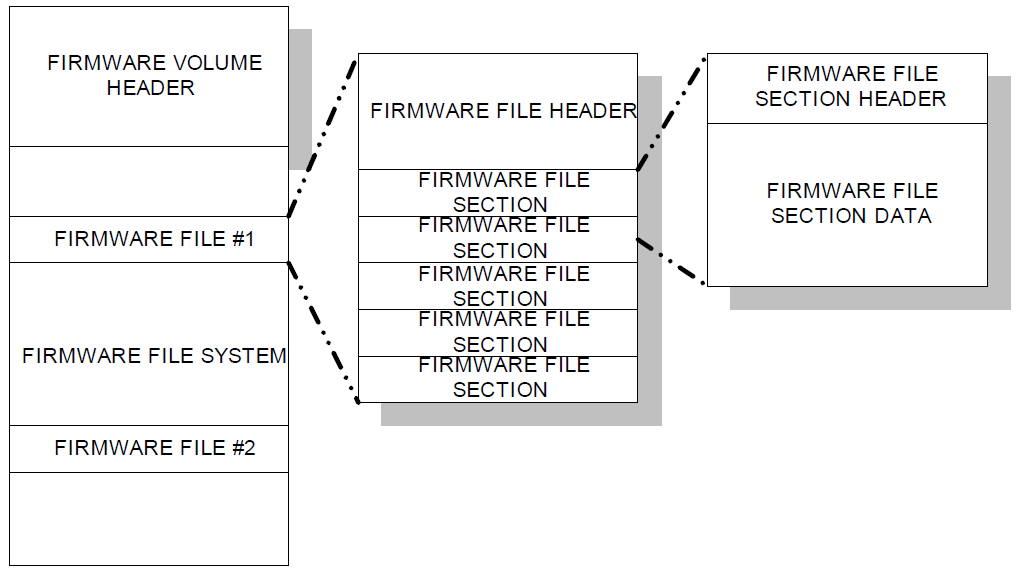 FIRMWARE VOLUME
HEADER
FIRMWARE FILE #1
FIRMWARE FILE SYSTEM
FIRMWARE FILE #2
FIRMWARE FILE HEADER
FIRMWARE FILE
SECTION
FIRMWARE FILE
SECTION
FIRMWARE FILE
SECTION
FIRMWARE FILE
SECTION
FIRMWARE FILE
SECTION
FIRMWARE FILE
SECTION HEADER
FIRMWARE FILE
SECTION DATA